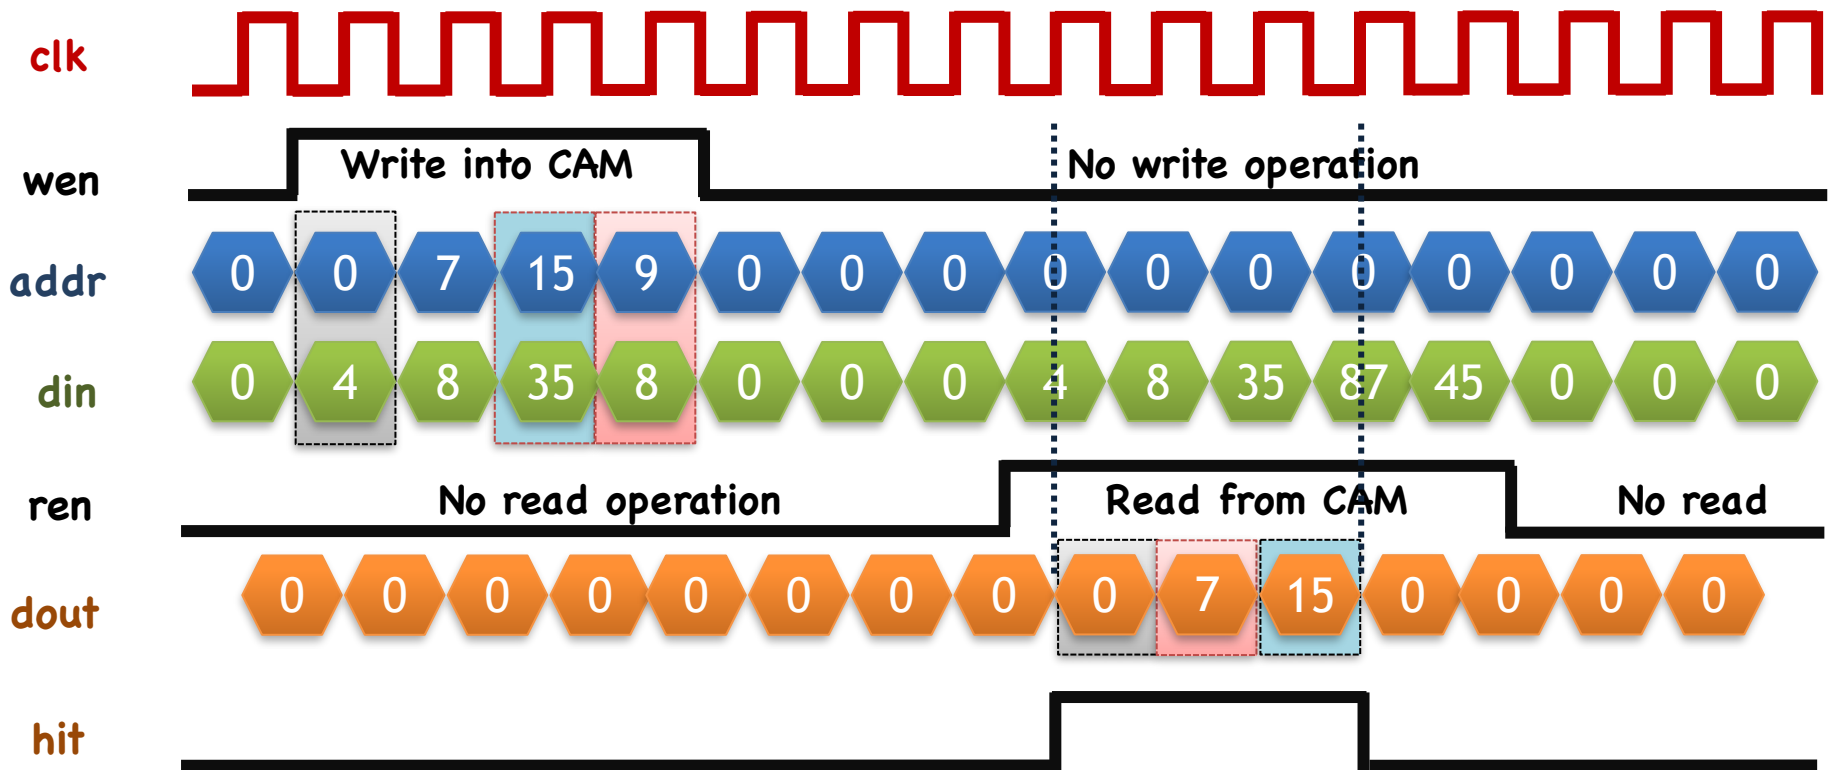 clk
wen Write into CAM No write operation
addr 0 0 7 15 9 0 0 0 0 0 0 0 0 0 0 0
din 0 4 8 35 8 0 0 0 4 8 35 87 45 0 0 0
ren No read operation Read from CAM No read
dout 0 0 0 0 0 0 0 0 0 7 15 0 0 0 0
hit